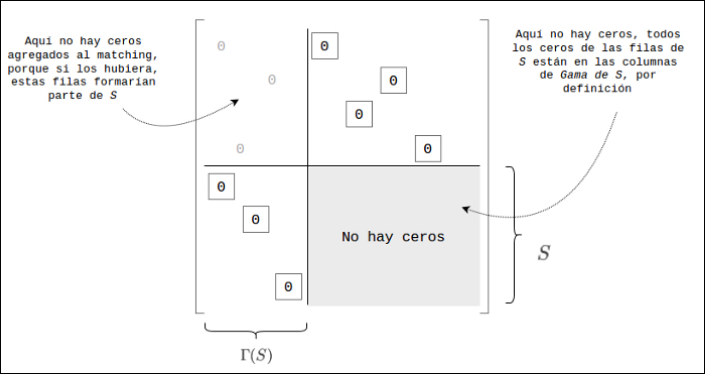 Aquí no hay ceros
agregados al matching,
porque si los hubiera,
estas filas formarían
parte de S
Aquí no hay ceros, todos
los ceros de las filas de
S están en las columnas
de Gama de S, por
definición
0
0
0
0
0
0
0
0
0
0
No hay ceros
S
Γ(S)